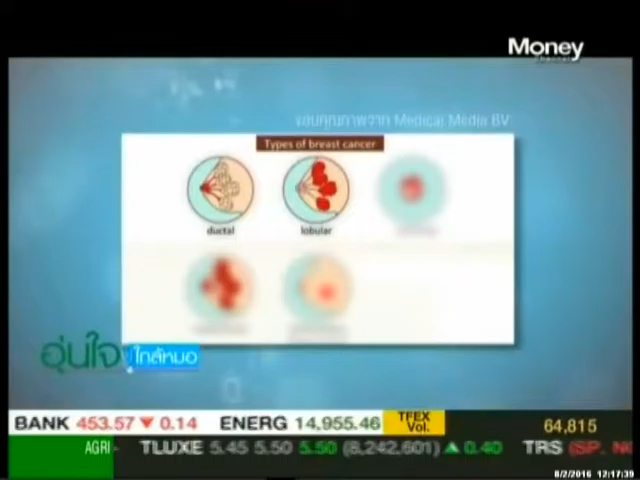 Money
channel
ขอบคุณภาพจาก Medical Media BV
Types of breast cancer
ductal
lobular
อุ่นใจ
ใกล้หมอ
BANK 453.57 ▼ 0.14 ENERG 14,955.46 TFEX Vol. 64,815
AGRI TLUXE 5.45 5.50 5.50 (8,242,601) ▲ 0.40 TRS (SP, NC
8/2/2016 12:17:39